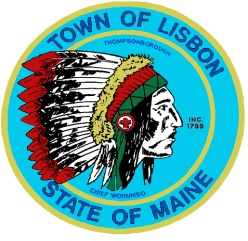 TOWN OF LISBON
THOMPSONBOROUGH
INC.
1799
CHIEF WORUMBO
STATE OF MAINE